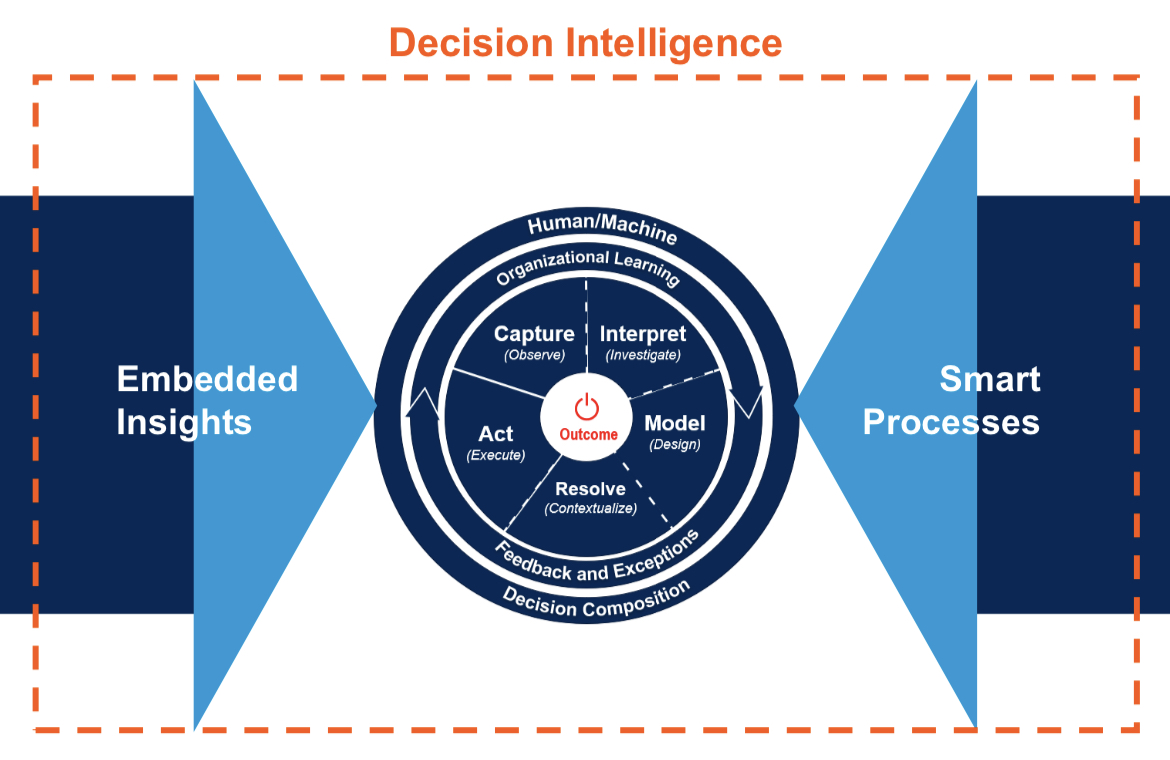 Decision Intelligence
Human/Machine
Organizational Learning
Capture
(Observe)
Interpret
(Investigate)
Embedded
Insights
Smart
Processes
Outcome
Act
(Execute)
Model
(Design)
Resolve
(Contextualize)
Feedback and Exceptions
Decision Composition